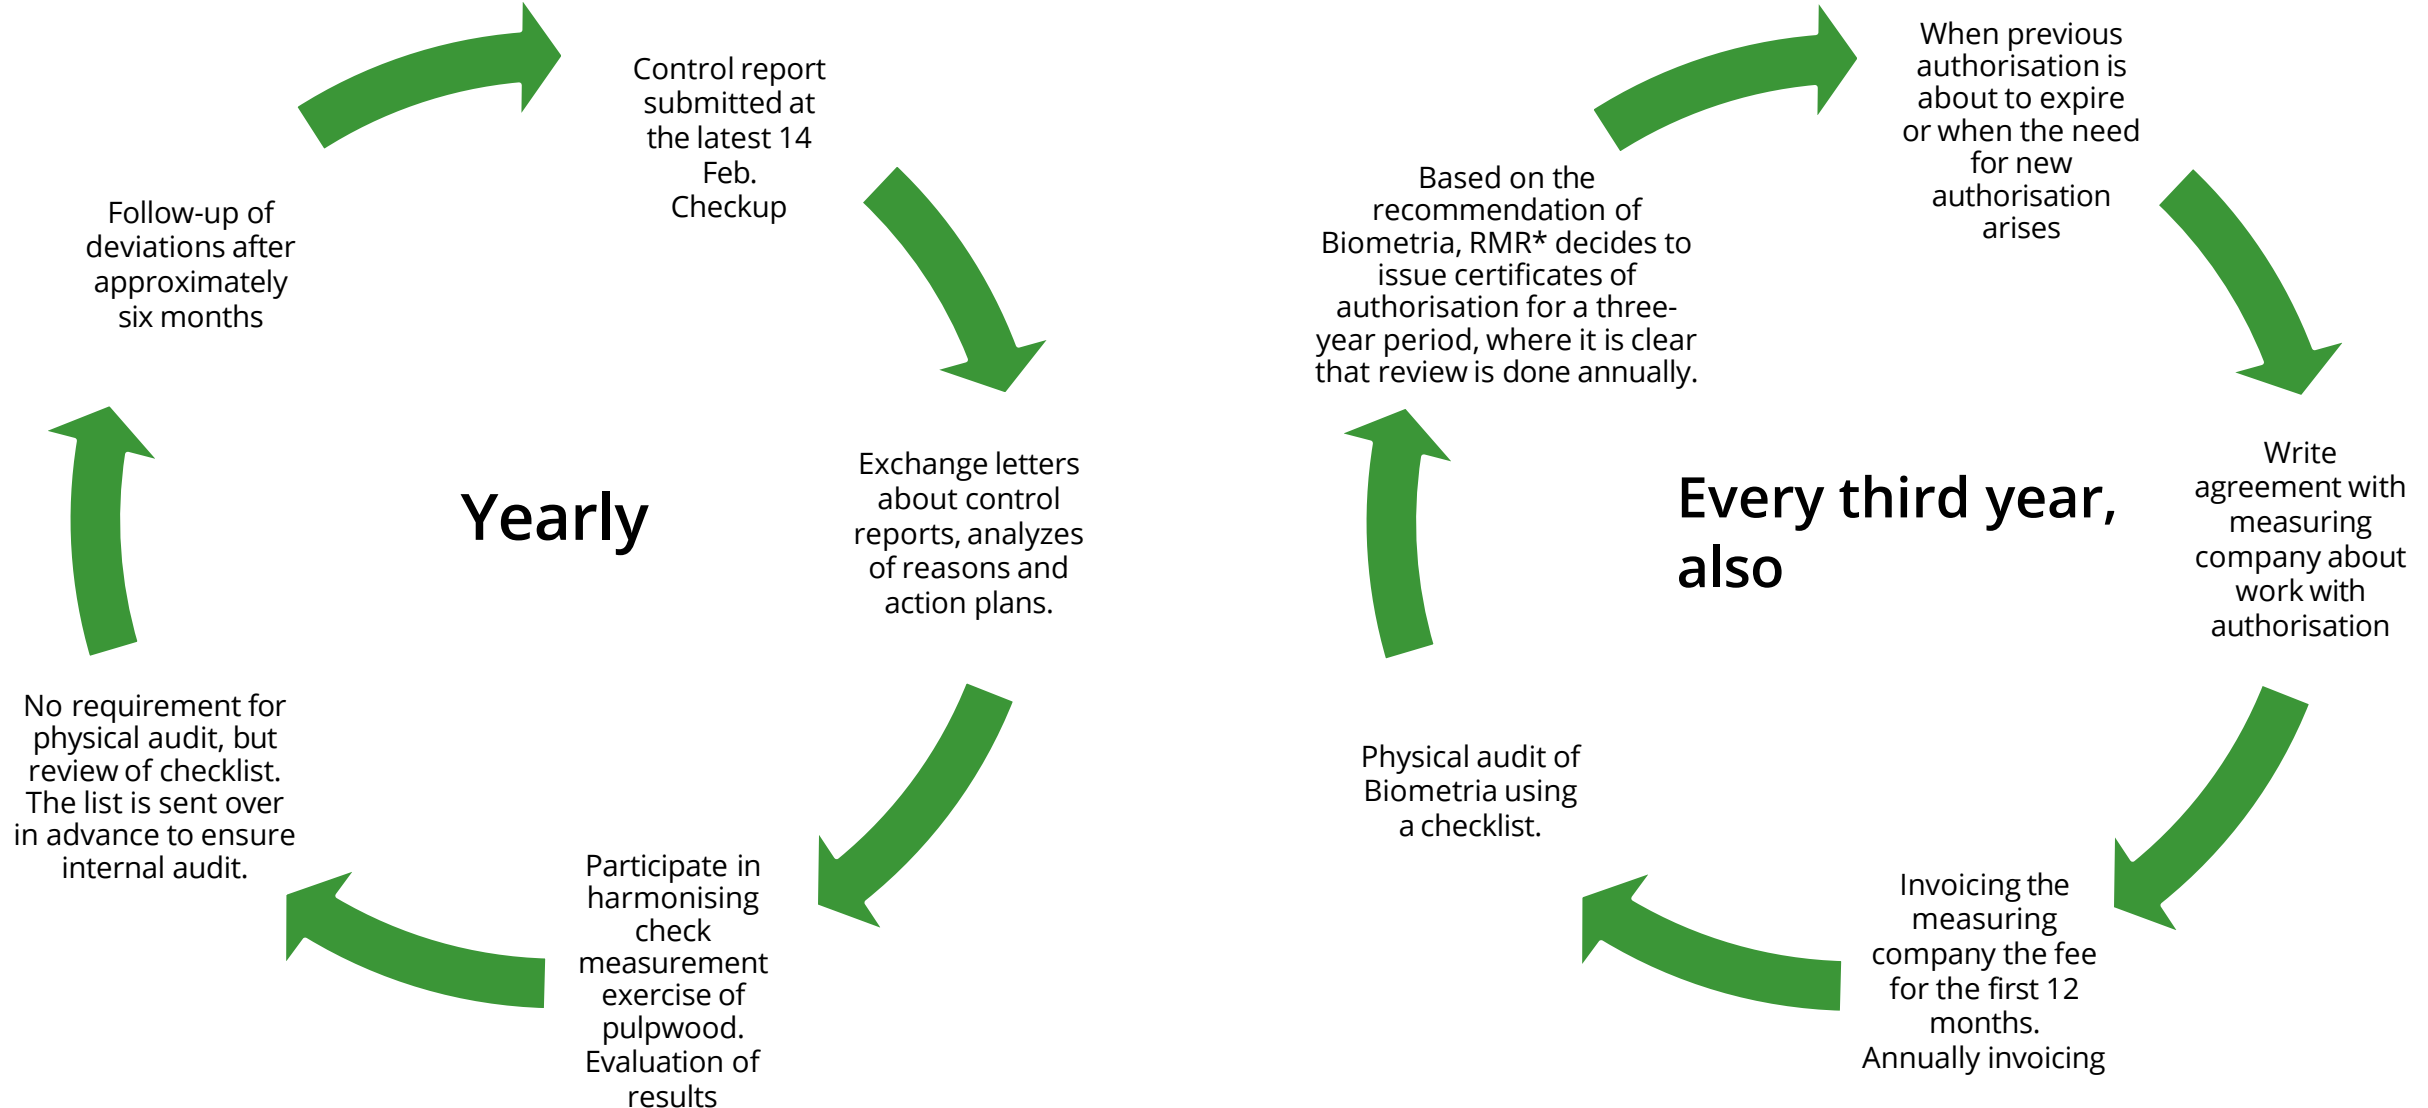 Control report
submitted at
the latest 14
Feb.
Checkup
Exchange letters
about control
reports, analyzes
of reasons and
action plans.
Participate in
harmonising
check
measurement
exercise of
pulpwood.
Evaluation of
results
No requirement for
physical audit, but
review of checklist.
The list is sent over
in advance to ensure
internal audit.
Follow-up of
deviations after
approximately
six months
Yearly
When previous
authorisation is
about to expire
or when the need
for new
authorisation
arises
Write
agreement with
measuring
company about
work with
authorisation
Invoicing the
measuring
company the fee
for the first 12
months.
Annually invoicing
Physical audit of
Biometria using
a checklist.
Based on the
recommendation of
Biometria, RMR* decides to
issue certificates of
authorisation for a three-
year period, where it is clear
that review is done annually.
Every third year,
also